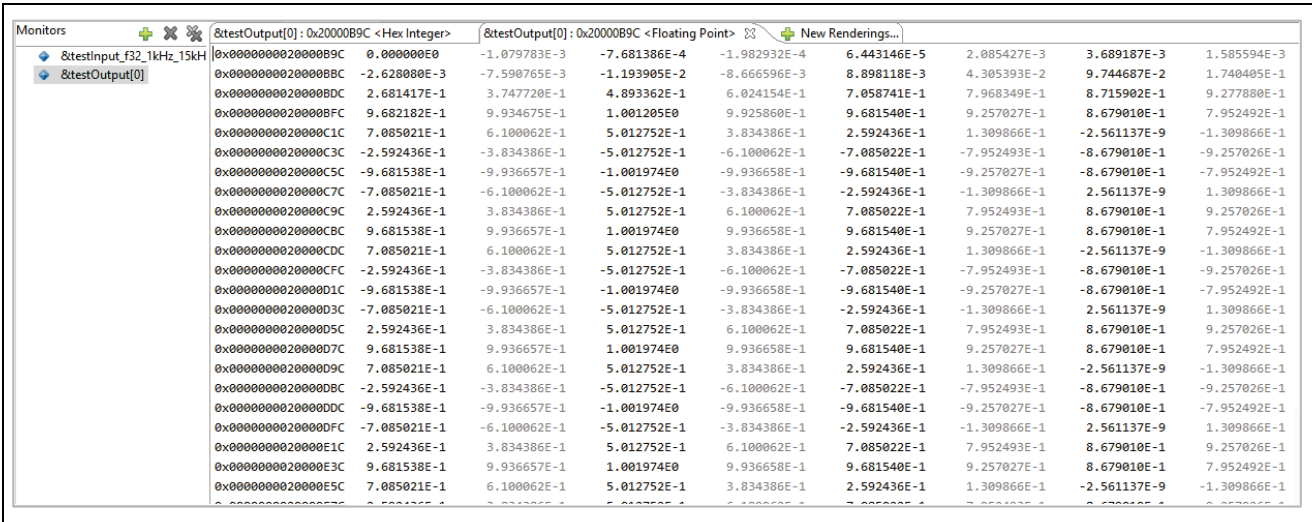 Monitors
&testOutput[0] : 0x20000B9C <Hex Integer> &testOutput[0] : 0x20000B9C <Floating Point> New Renderings...
&testInput_f32_1kHz_15kH
&testOutput[0]
0x0000000020000B9C 0.000000E0 -1.079783E-3 -7.681386E-4 -1.982932E-4 6.443146E-5 2.085427E-3 3.689187E-3 1.585594E-3
0x0000000020000BBC -2.628080E-3 -7.590765E-3 -1.193905E-2 -8.666596E-3 8.898118E-3 4.305393E-2 9.744687E-2 1.740405E-1
0x0000000020000BDC 2.681417E-1 3.747720E-1 4.893362E-1 6.024154E-1 7.058741E-1 7.968349E-1 8.715902E-1 9.277880E-1
0x0000000020000BFC 9.682182E-1 9.934675E-1 1.001205E0 9.925860E-1 9.681540E-1 9.257027E-1 8.679100E-1 7.952492E-1
0x0000000020000C1C 7.085021E-1 6.100062E-1 5.012752E-1 3.834386E-1 2.592436E-1 1.309866E-1 -2.561137E-9 -1.309866E-1
0x0000000020000C3C -2.592436E-1 -3.834386E-1 -5.012752E-1 -6.100062E-1 -7.085022E-1 -7.952493E-1 -8.679010E-1 -9.257026E-1
0x0000000020000C5C -9.681538E-1 -9.936657E-1 -1.001974E0 -9.936658E-1 -9.681540E-1 -9.257027E-1 -8.679010E-1 -7.952492E-1
0x0000000020000C7C -7.085021E-1 -6.100062E-1 -5.012752E-1 -3.834386E-1 -2.592436E-1 -1.309866E-1 2.561137E-9 1.309866E-1
0x0000000020000C9C 2.592436E-1 3.834386E-1 5.012752E-1 6.100062E-1 7.085022E-1 7.952493E-1 8.679010E-1 9.257026E-1
0x0000000020000CBC 9.681538E-1 9.936657E-1 1.001974E0 9.936658E-1 9.681540E-1 9.257027E-1 8.679010E-1 7.952492E-1
0x0000000020000CDC 7.085021E-1 6.100062E-1 5.012752E-1 3.834386E-1 2.592436E-1 1.309866E-1 -2.561137E-9 -1.309866E-1
0x0000000020000CFC -2.592436E-1 -3.834386E-1 -5.012752E-1 -6.100062E-1 -7.085022E-1 -7.952493E-1 -8.679010E-1 -9.257026E-1
0x0000000020000D1C -9.681538E-1 -9.936657E-1 -1.001974E0 -9.936658E-1 -9.681540E-1 -9.257027E-1 -8.679010E-1 -7.952492E-1
0x0000000020000D3C -7.085021E-1 -6.100062E-1 -5.012752E-1 -3.834386E-1 -2.592436E-1 -1.309866E-1 2.561137E-9 1.309866E-1
0x0000000020000D5C 2.592436E-1 3.834386E-1 5.012752E-1 6.100062E-1 7.085022E-1 7.952493E-1 8.679010E-1 9.257026E-1
0x0000000020000D7C 9.681538E-1 9.936657E-1 1.001974E0 9.936658E-1 9.681540E-1 9.257027E-1 8.679010E-1 7.952492E-1
0x0000000020000D9C 7.085021E-1 6.100062E-1 5.012752E-1 3.834386E-1 2.592436E-1 1.309866E-1 -2.561137E-9 -1.309866E-1
0x0000000020000DBC -2.592436E-1 -3.834386E-1 -5.012752E-1 -6.100062E-1 -7.085022E-1 -7.952493E-1 -8.679010E-1 -9.257026E-1
0x0000000020000DDC -9.681538E-1 -9.936657E-1 -1.001974E0 -9.936658E-1 -9.681540E-1 -9.257027E-1 -8.679010E-1 -7.952492E-1
0x0000000020000DFC -7.085021E-1 -6.100062E-1 -5.012752E-1 -3.834386E-1 -2.592436E-1 -1.309866E-1 2.561137E-9 1.309866E-1
0x0000000020000E1C 2.592436E-1 3.834386E-1 5.012752E-1 6.100062E-1 7.085022E-1 7.952493E-1 8.679010E-1 9.257026E-1
0x0000000020000E3C 9.681538E-1 9.936657E-1 1.001974E0 9.936658E-1 9.681540E-1 9.257027E-1 8.679010E-1 7.952492E-1
0x0000000020000E5C 7.085021E-1 6.100062E-1 5.012752E-1 3.834386E-1 2.592436E-1 1.309866E-1 -2.561137E-9 -1.309866E-1